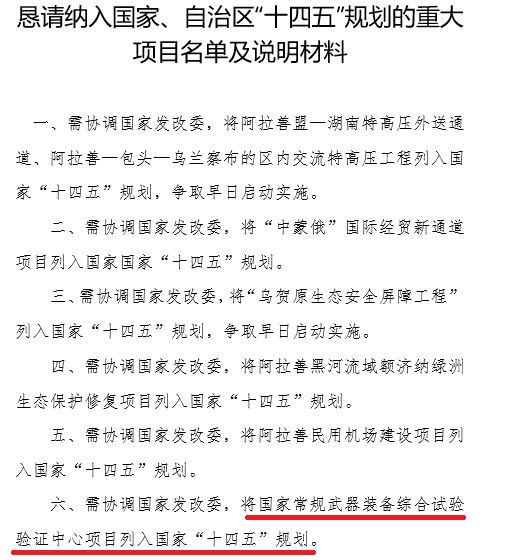 恳请纳入国家、自治区“十四五”规划的重大
项目名单及说明材料
一、需协调国家发改委，将阿拉善盟—湖南特高压外送通
道、阿拉善—包头—乌兰察布的区内交流特高压工程列入国
家“十四五”规划，争取早日启动实施。
二、需协调国家发改委，将“中蒙俄”国际经贸新通道
项目列入国家国家“十四五”规划。
三、需协调国家发改委，将“乌贺原生态安全屏障工程”
列入国家“十四五”规划，争取早日启动实施。
四、需协调国家发改委，将阿拉善黑河流域额济纳绿洲
生态保护修复项目列入国家“十四五”规划。
五、需协调国家发改委，将阿拉善民用机场建设项目列
入国家“十四五”规划。
六、需协调国家发改委，将国家常规武器装备综合试验
验证中心项目列入国家“十四五”规划。